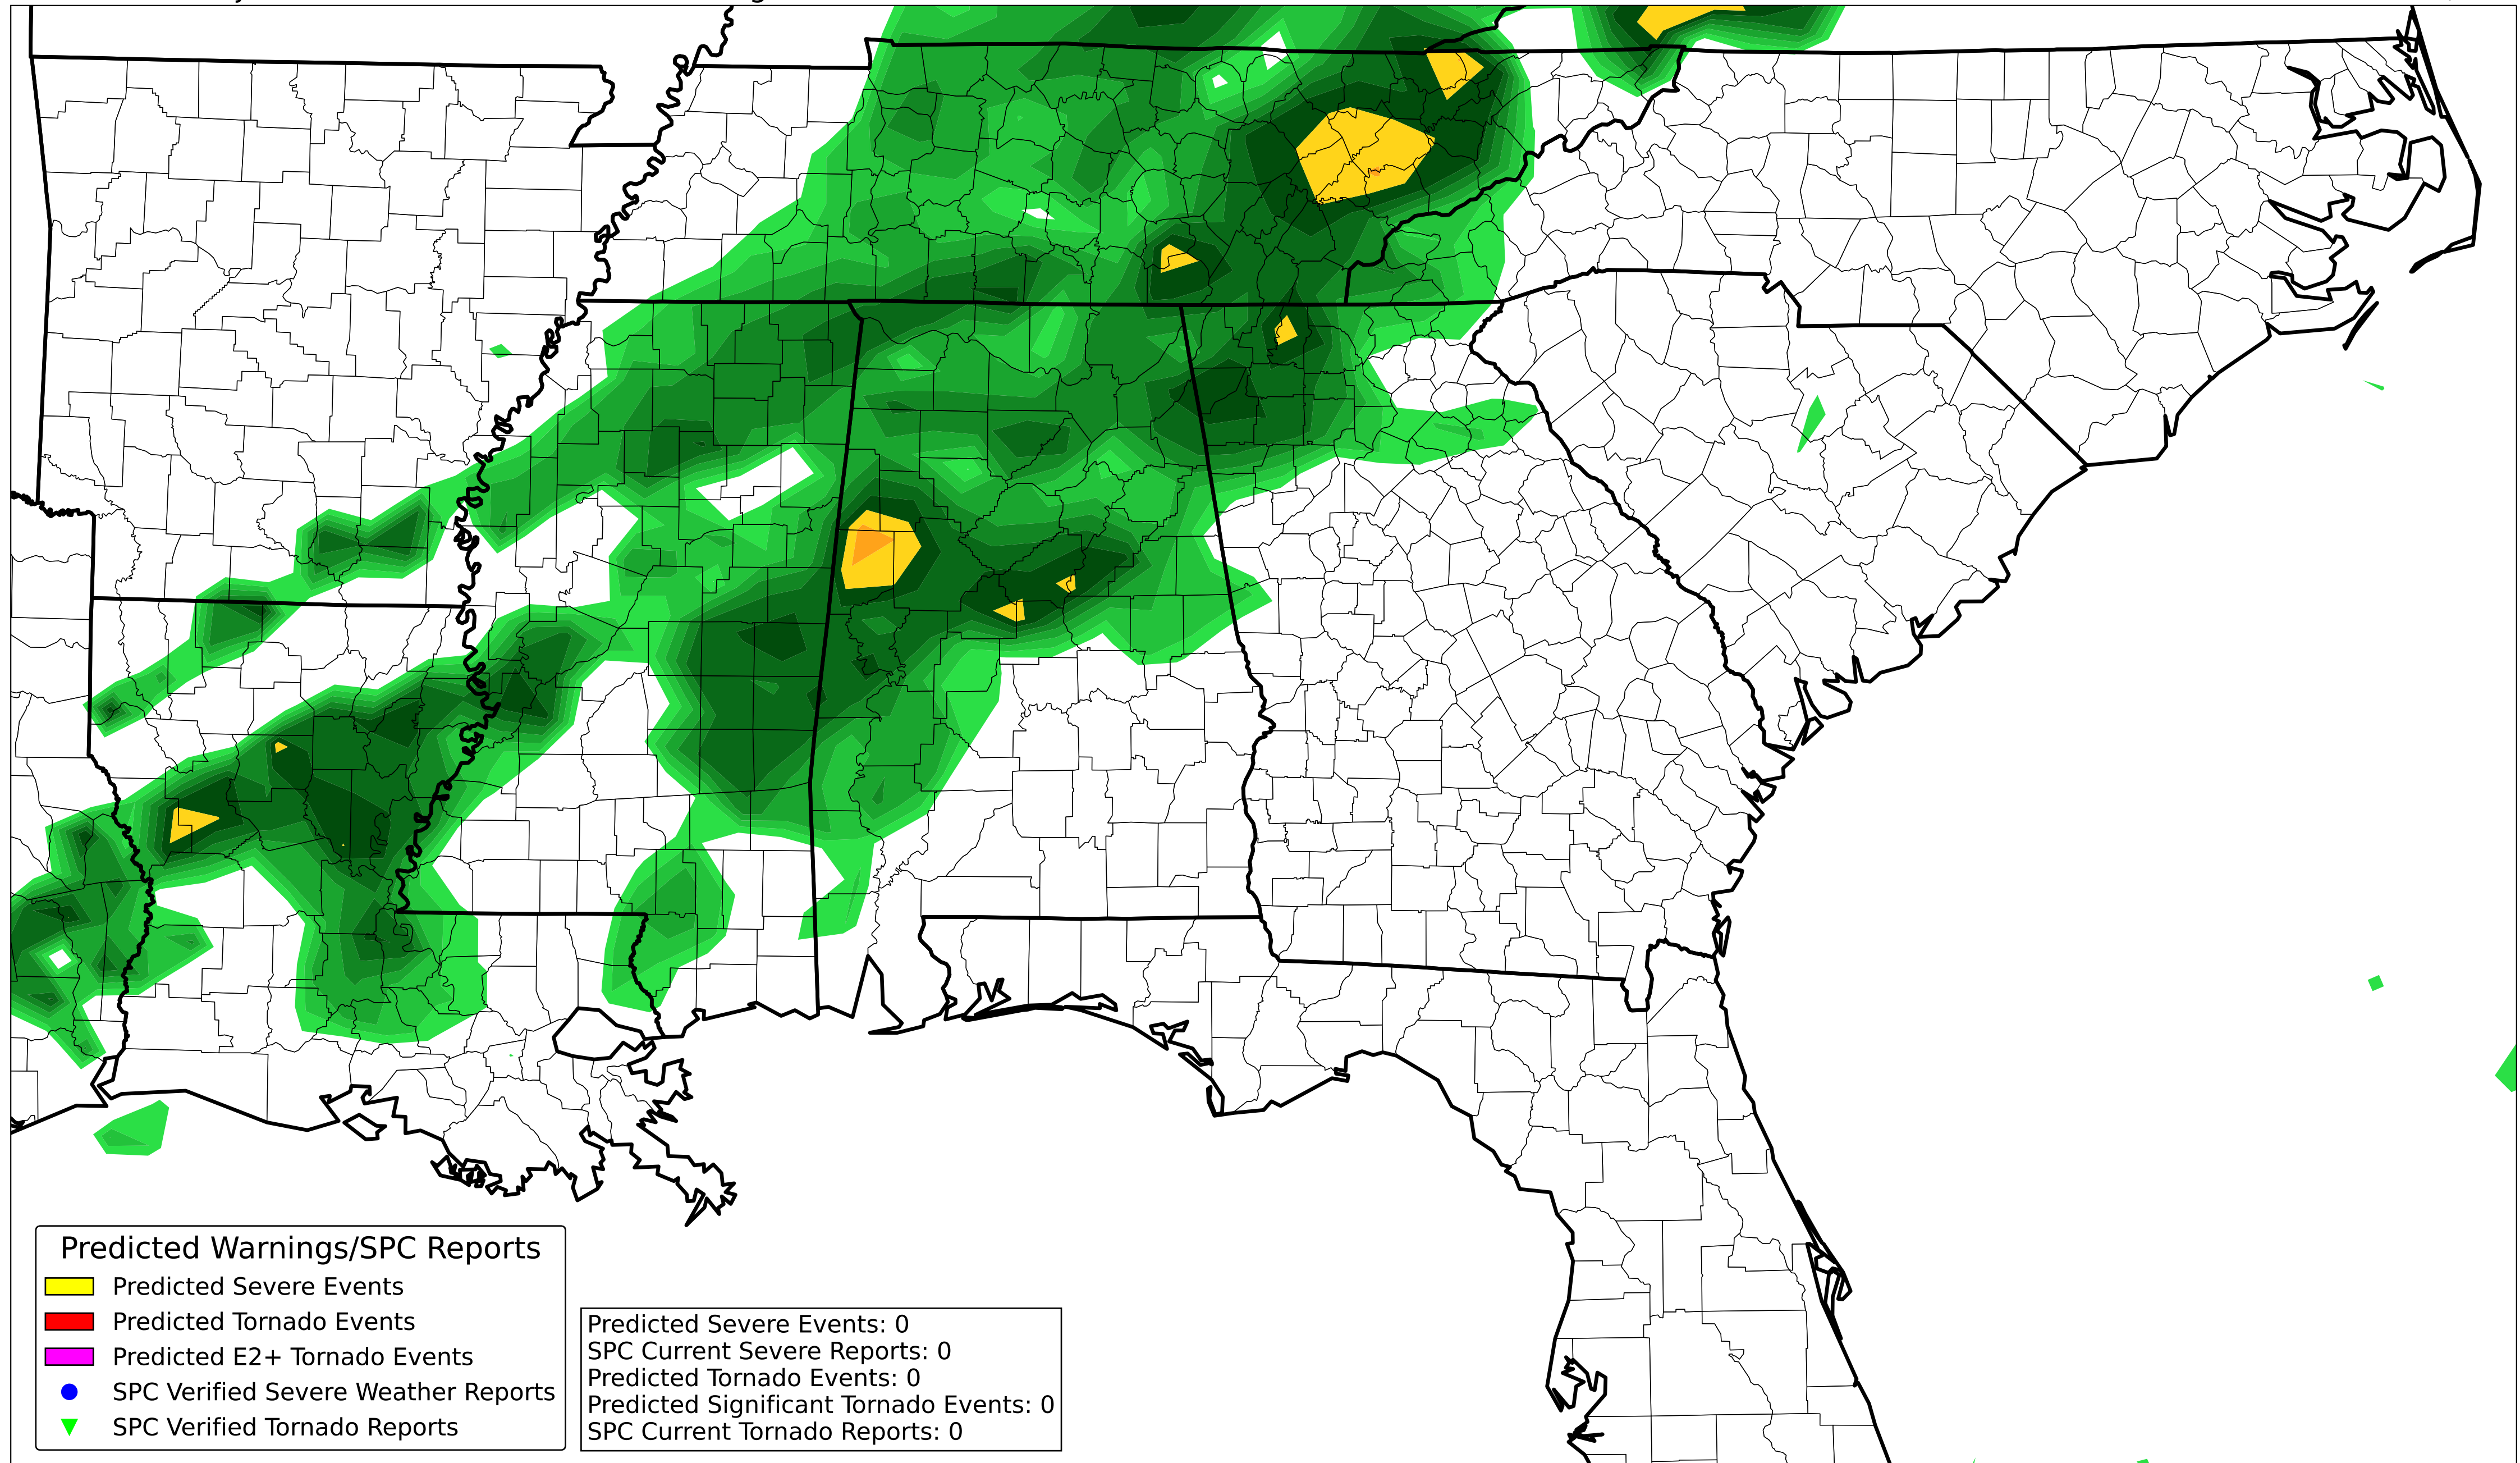 Predicted Warnings/SPC Reports
Predicted Severe Events
Predicted Tornado Events
Predicted E2+ Tornado Events
SPC Verified Severe Weather Reports
SPC Verified Tornado Reports
Predicted Severe Events: 0
SPC Current Severe Reports: 0
Predicted Tornado Events: 0
Predicted Significant Tornado Events: 0
SPC Current Tornado Reports: 0